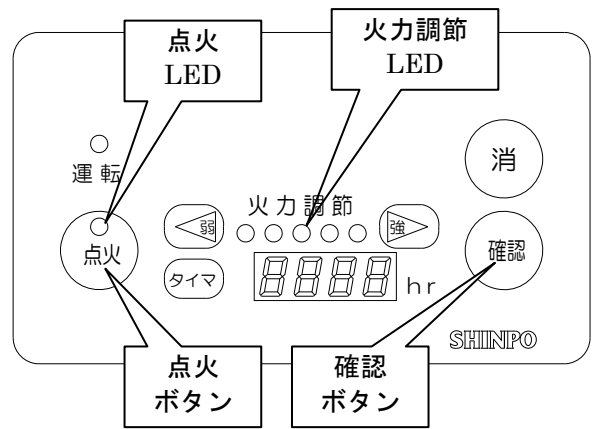 点火
LED
火力調節
LED
運転
消
火力調節
弱
強
点火
確認
タイマ
8888
hr
SHINPO
点火
ボタン
確認
ボタン